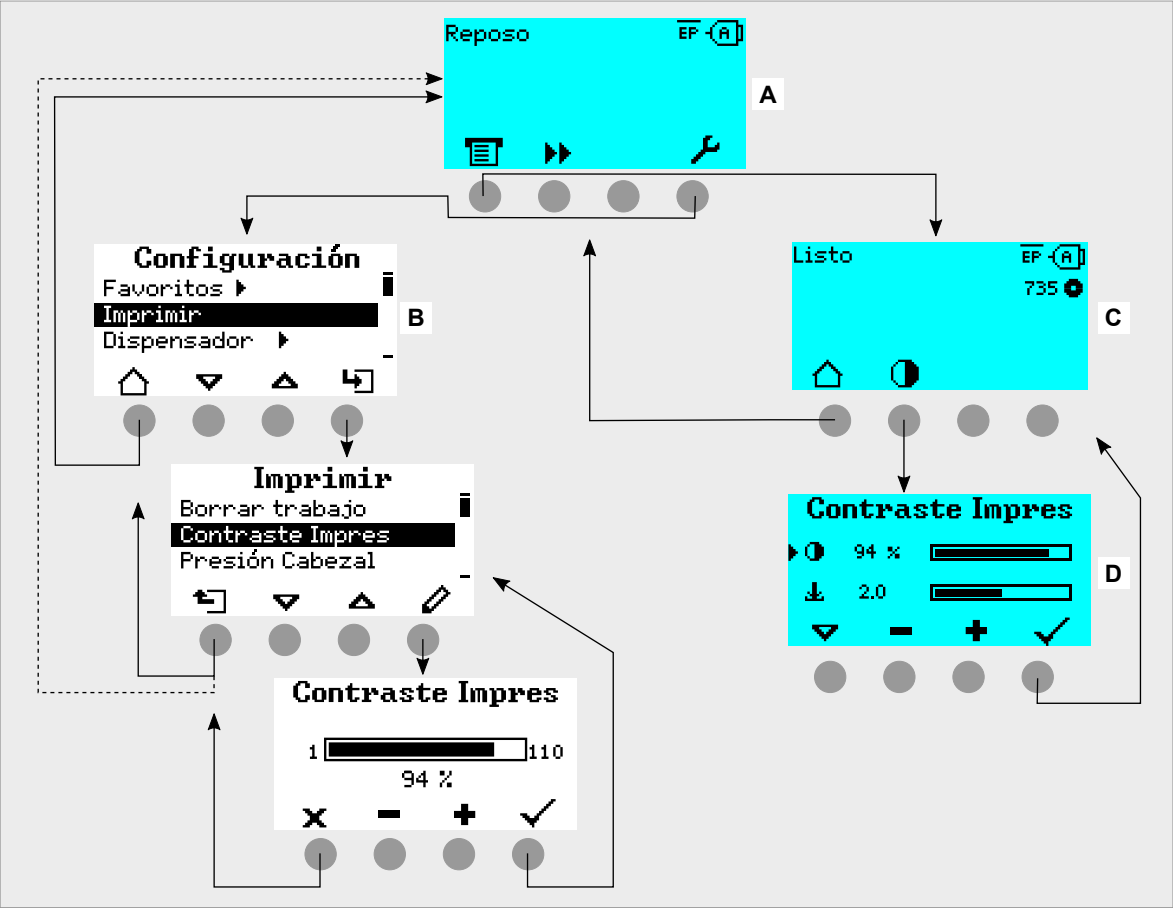 Reposo EP A
A
Configuración
Favoritos
Imprimir
Dispensador
B
Listo EP A
735
C
Imprimir
Borrar trabajo
Contraste Impres
Presión Cabezal
Contraste Impres
94 %
2.0
D
Contraste Impres
1 110
94 %